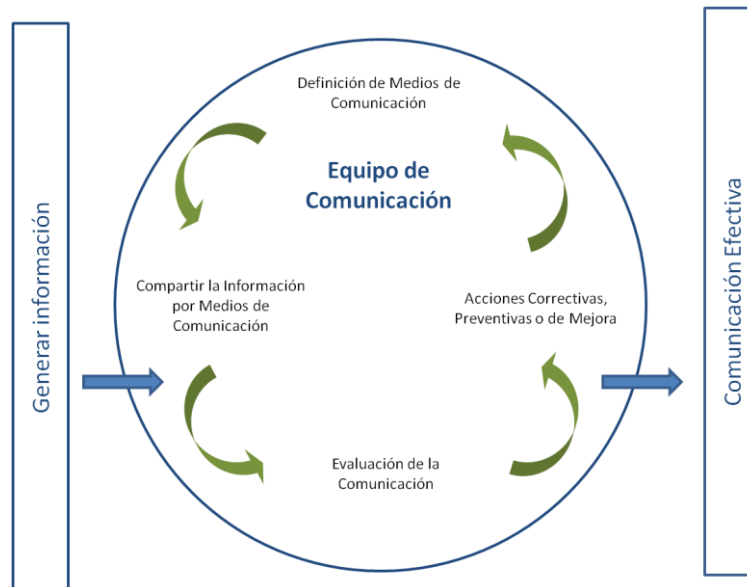 Generar información
Definición de Medios de
Comunicación
Equipo de
Comunicación
Compartir la Información
por Medios de
Comunicación
Acciones Correctivas,
Preventivas o de Mejora
Evaluación de la
Comunicación
Comunicación Efectiva